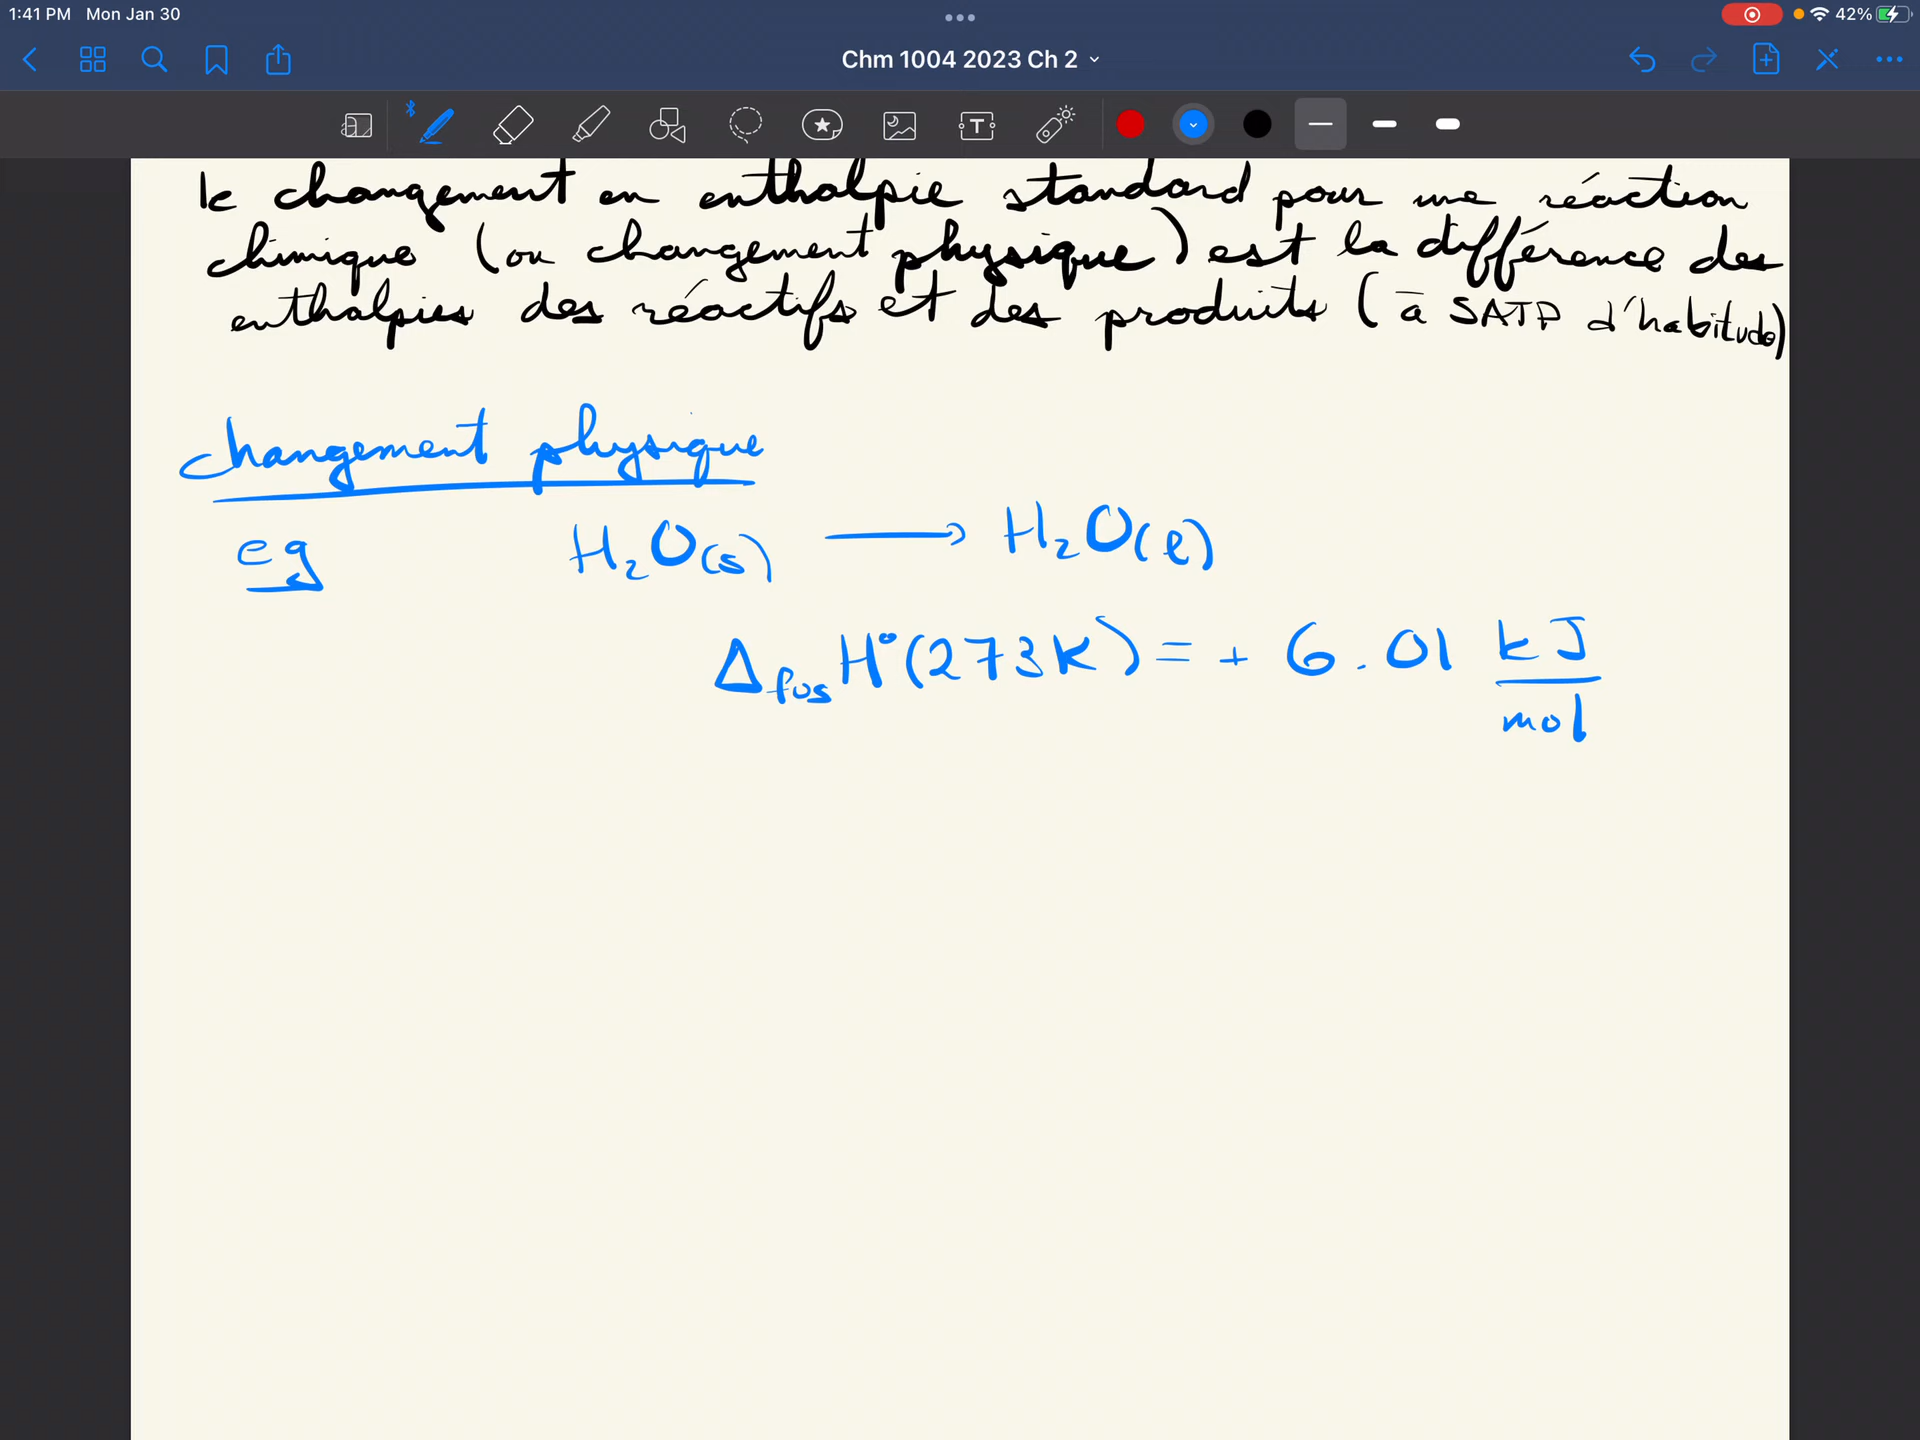 1:41 PM Mon Jan 30
42%
Chm 1004 2023 Ch 2
le changement en enthalpie standard pour une réaction
chimique (ou changement physique) est la différence des
enthalpies des réactifs et des produits (à SATP d'habitude)
changement physique
eg H₂O(s) → H₂O(l)
Δfus H°(273K) = + 6.01 kJ/mol